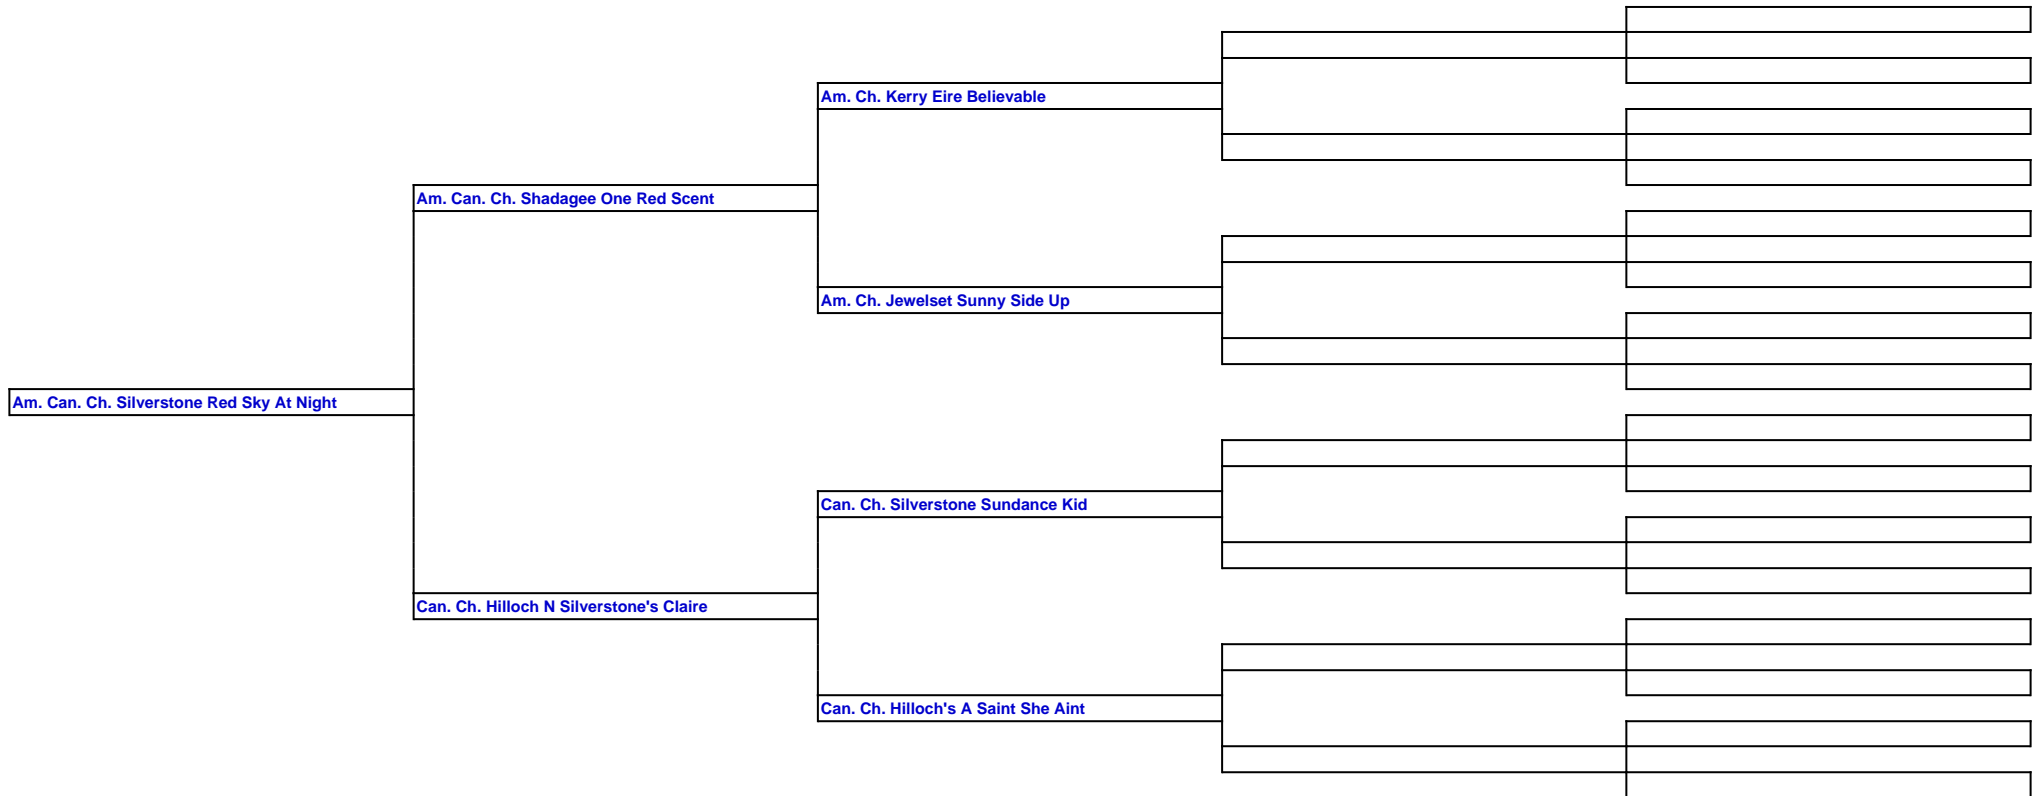 Am. Ch. Kerry Eire Believable
Am. Can. Ch. Shadagee One Red Scent
Am. Ch. Jewelset Sunny Side Up
Am. Can. Ch. Silverstone Red Sky At Night
Can. Ch. Silverstone Sundance Kid
Can. Ch. Hilloch N Silverstone's Claire
Can. Ch. Hilloch's A Saint She Aint